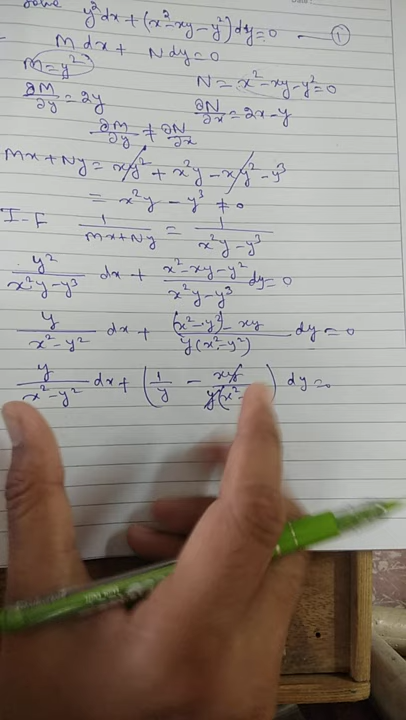 Solve y²dx + (x²-xy-y²)dy=0 — ①
M dx + N dy = 0
M = y²
N = x²-xy-y²=0
∂M/∂y = 2y
∂N/∂x = 2x-y
∂M/∂y ≠ ∂N/∂x
Mx + Ny = xy² + x²y - xy² - y³
= x²y - y³ ≠ 0
I-F 1/(Mx+Ny) = 1/(x²y-y³)
y²/(x²y-y³) dx + (x²-xy-y²)/(x²y-y³) dy=0
y/(x²-y²) dx + ((x²-y²)-xy)/(y(x²-y²)) dy = 0
y/(x²-y²) dx + (1/y - xy/(y(x²-) dy=0